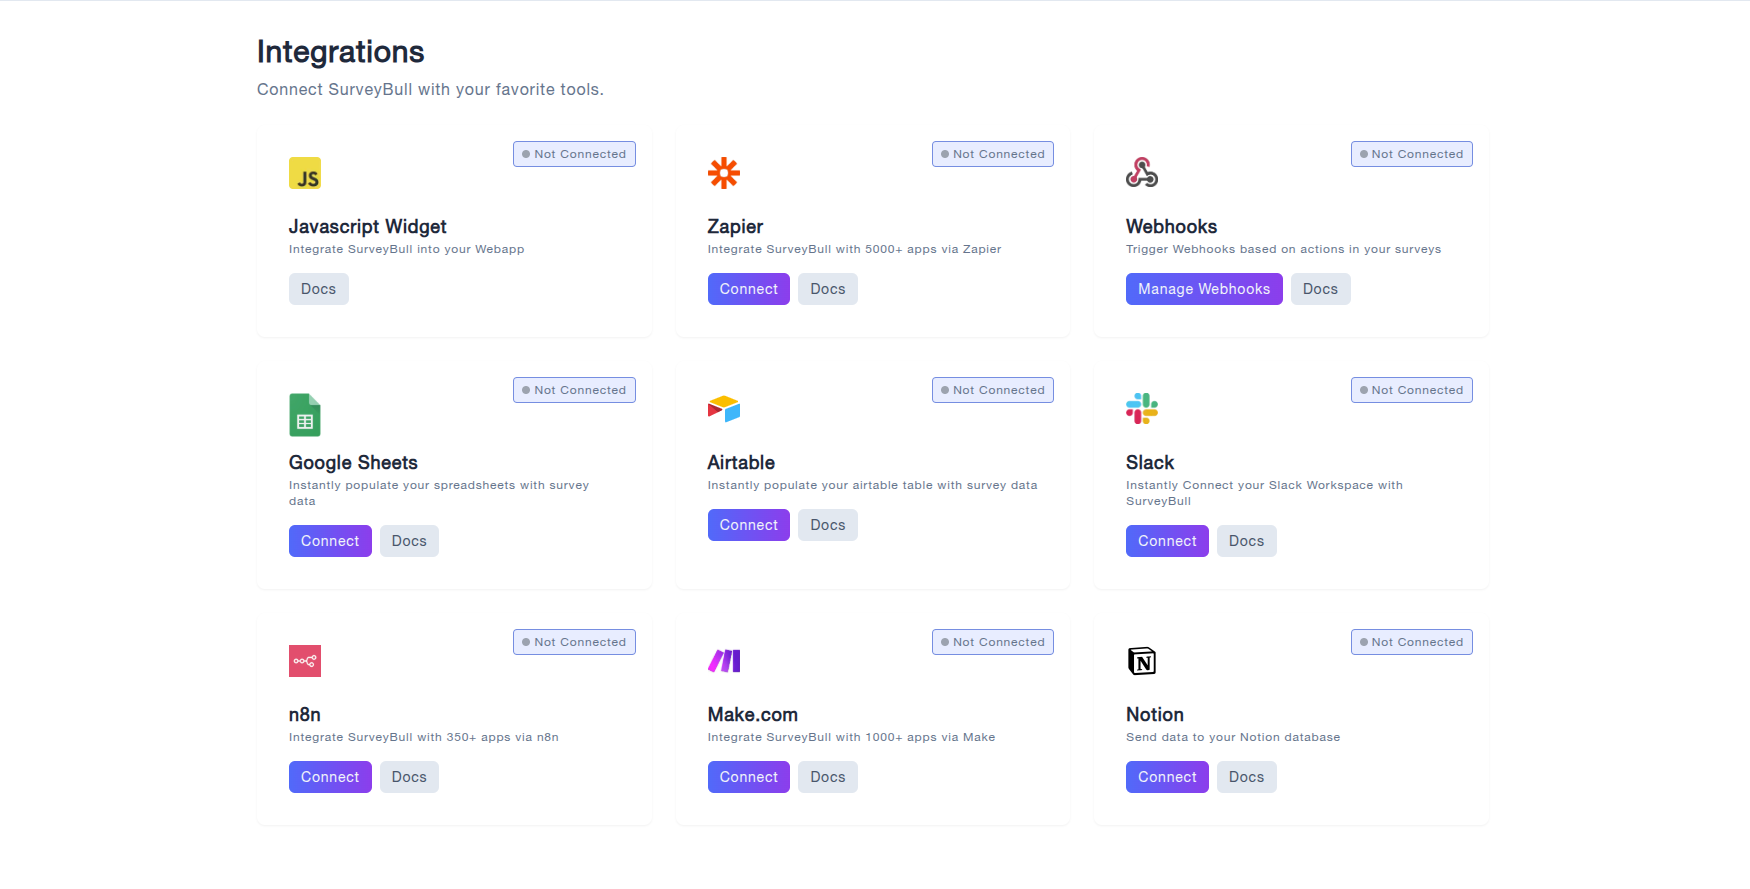 Integrations
Connect SurveyBull with your favorite tools.
Not Connected
JS
Javascript Widget
Integrate SurveyBull into your Webapp
Docs
Not Connected
Zapier
Integrate SurveyBull with 5000+ apps via Zapier
Connect
Docs
Not Connected
Webhooks
Trigger Webhooks based on actions in your surveys
Manage Webhooks
Docs
Not Connected
Google Sheets
Instantly populate your spreadsheets with survey
data
Connect
Docs
Not Connected
Airtable
Instantly populate your airtable table with survey data
Connect
Docs
Not Connected
Slack
Instantly Connect your Slack Workspace with
SurveyBull
Connect
Docs
Not Connected
n8n
Integrate SurveyBull with 350+ apps via n8n
Connect
Docs
Not Connected
Make.com
Integrate SurveyBull with 1000+ apps via Make
Connect
Docs
Not Connected
N
Notion
Send data to your Notion database
Connect
Docs